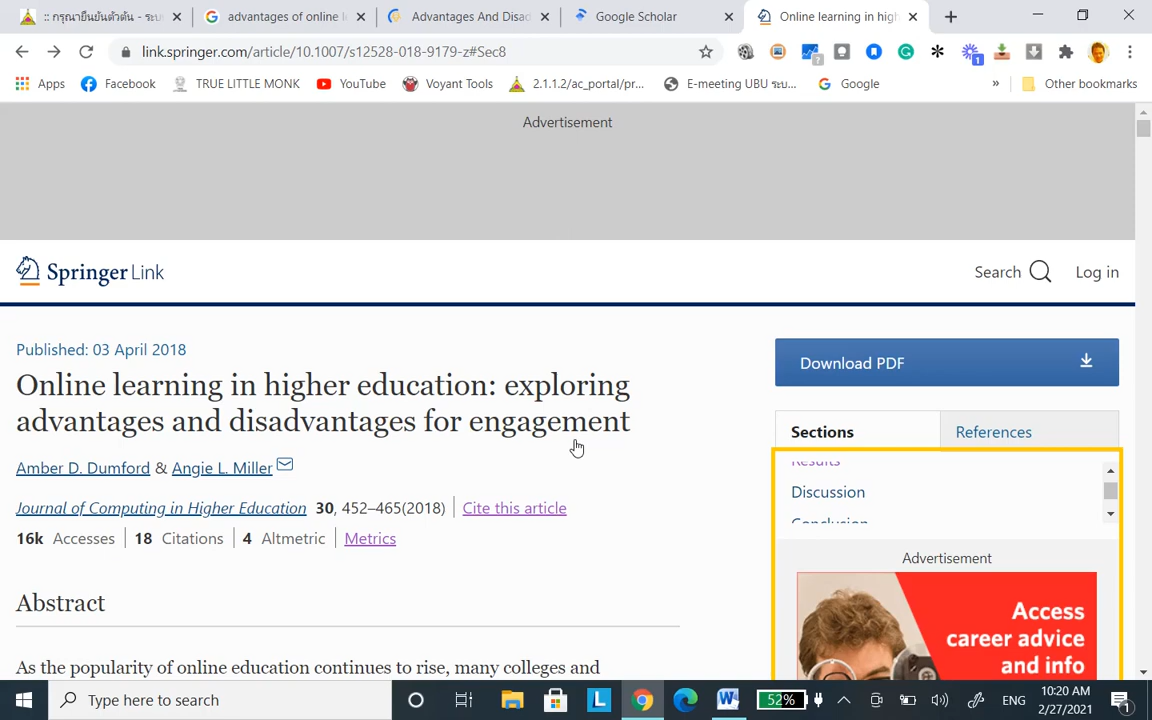 :: กรุณายืนยันตัวตน - ระบ
advantages of online l
Advantages And Disad
Google Scholar
Online learning in high
link.springer.com/article/10.1007/s12528-018-9179-z#Sec8
Apps
Facebook
TRUE LITTLE MONK
YouTube
Voyant Tools
2.1.1.2/ac_portal/pr...
E-meeting UBU ระบ...
Google
»
Other bookmarks
Advertisement
Springer Link
Search
Log in
Published: 03 April 2018
Download PDF
Online learning in higher education: exploring
advantages and disadvantages for engagement
Sections
References
Amber D. Dumford & Angie L. Miller
Results
Discussion
Conclusion
Journal of Computing in Higher Education 30, 452–465(2018) Cite this article
16k Accesses 18 Citations 4 Altmetric Metrics
Advertisement
Abstract
Access
career advice
and info
As the popularity of online education continues to rise, many colleges and
Type here to search
52%
ENG
10:20 AM
2/27/2021
1